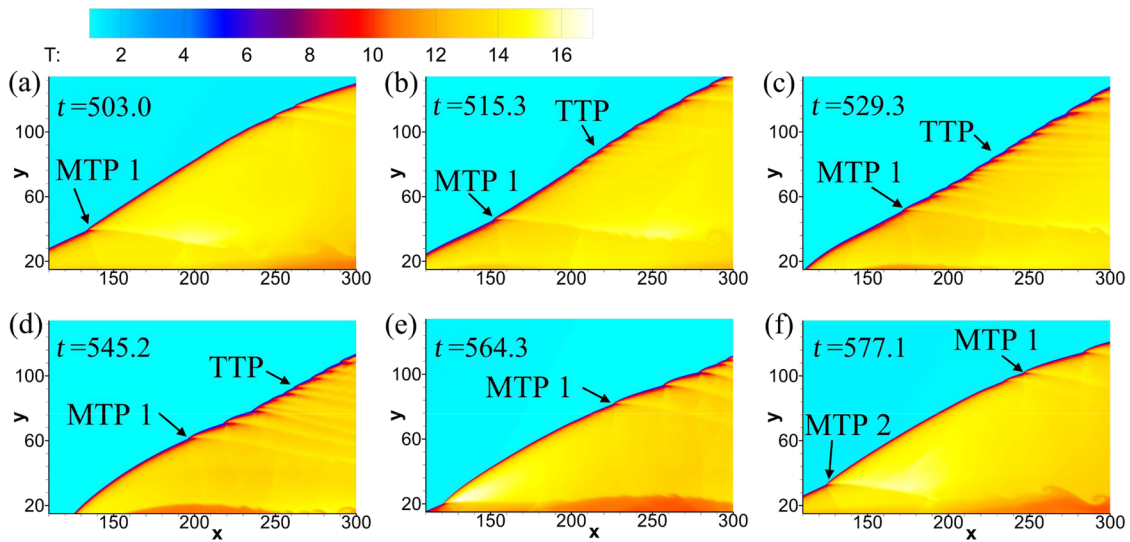 T: 2 4 6 8 10 12 14 16
(a) t=503.0
MTP 1
y
100
60
20
150 200 250 300
(b) t=515.3
TTP
MTP 1
y
100
60
20
150 200 250 300
(c) t=529.3
TTP
MTP 1
y
100
60
20
150 200 250 300
(d) t=545.2
TTP
MTP 1
y
100
60
20
150 200 250 300
x
(e) t=564.3
MTP 1
y
100
60
20
150 200 250 300
x
(f) t=577.1
MTP 1
MTP 2
y
100
60
20
150 200 250 300
x